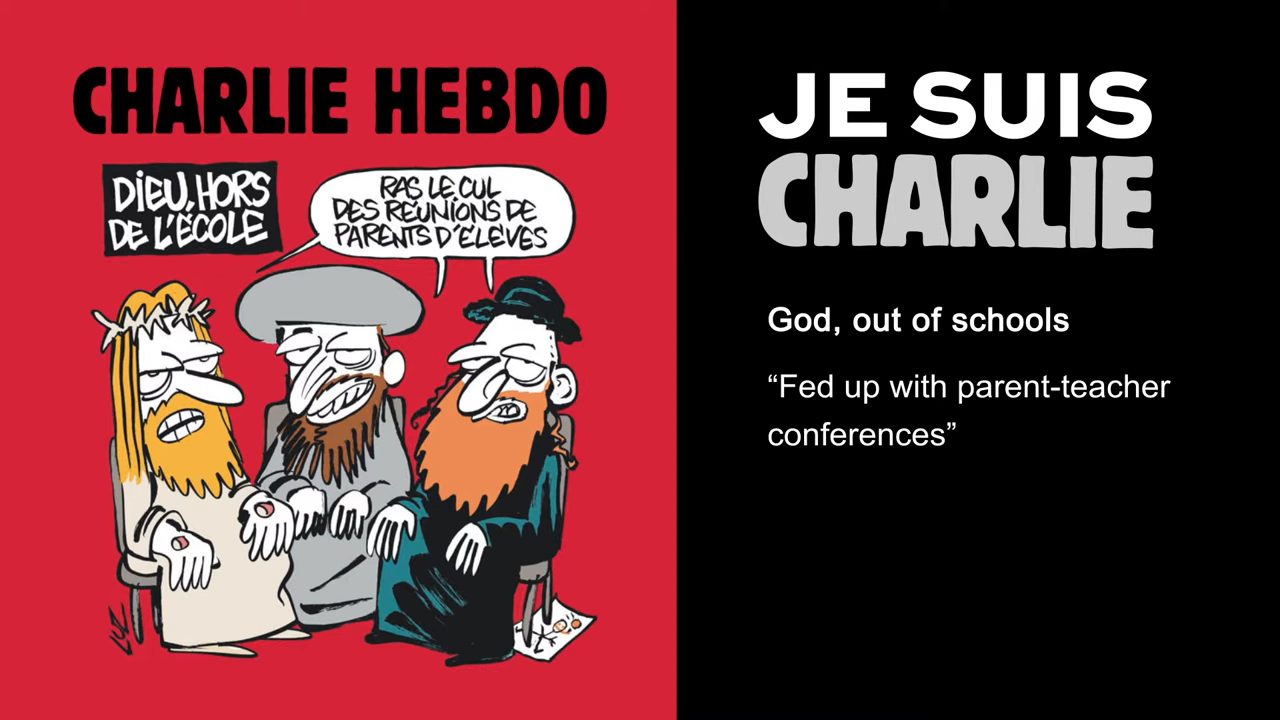 CHARLIE HEBDO
DIEU, HORS
DE L'ÉCOLE
RAS LE CUL
DES RÉUNIONS DE
PARENTS D'ÉLÈVES
LUZ
JE SUIS
CHARLIE
God, out of schools
“Fed up with parent-teacher
conferences”